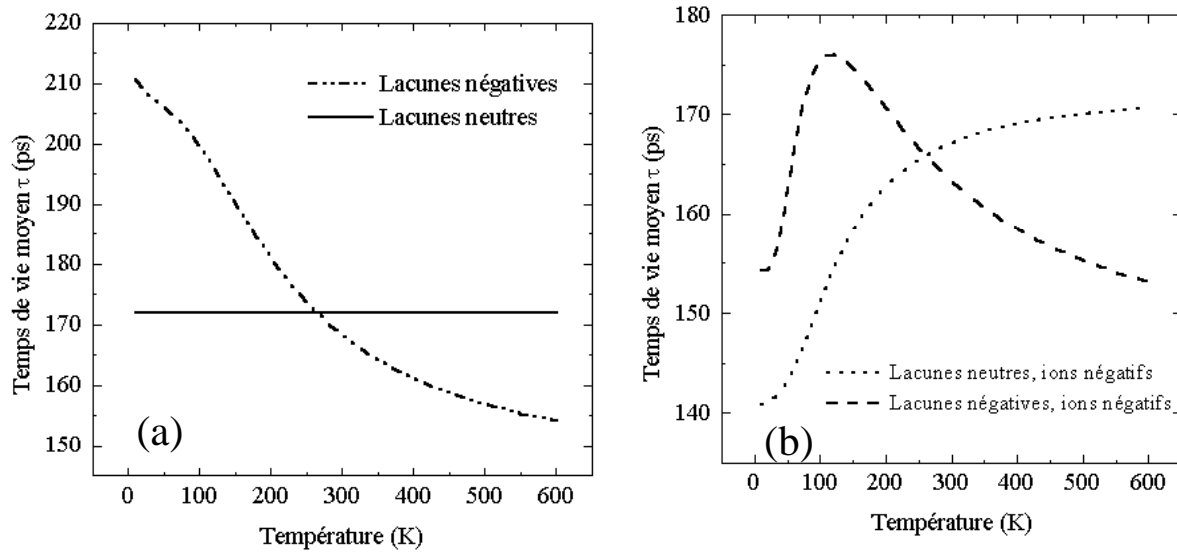 220
210
200
190
180
170
160
150
Temps de vie moyen τ (ps)
Lacunes négatives
Lacunes neutres
(a)
0 100 200 300 400 500 600
Température (K)
180
170
160
150
140
Temps de vie moyen τ (ps)
Lacunes neutres, ions négatifs
Lacunes négatives, ions négatifs
(b)
0 100 200 300 400 500 600
Température (K)